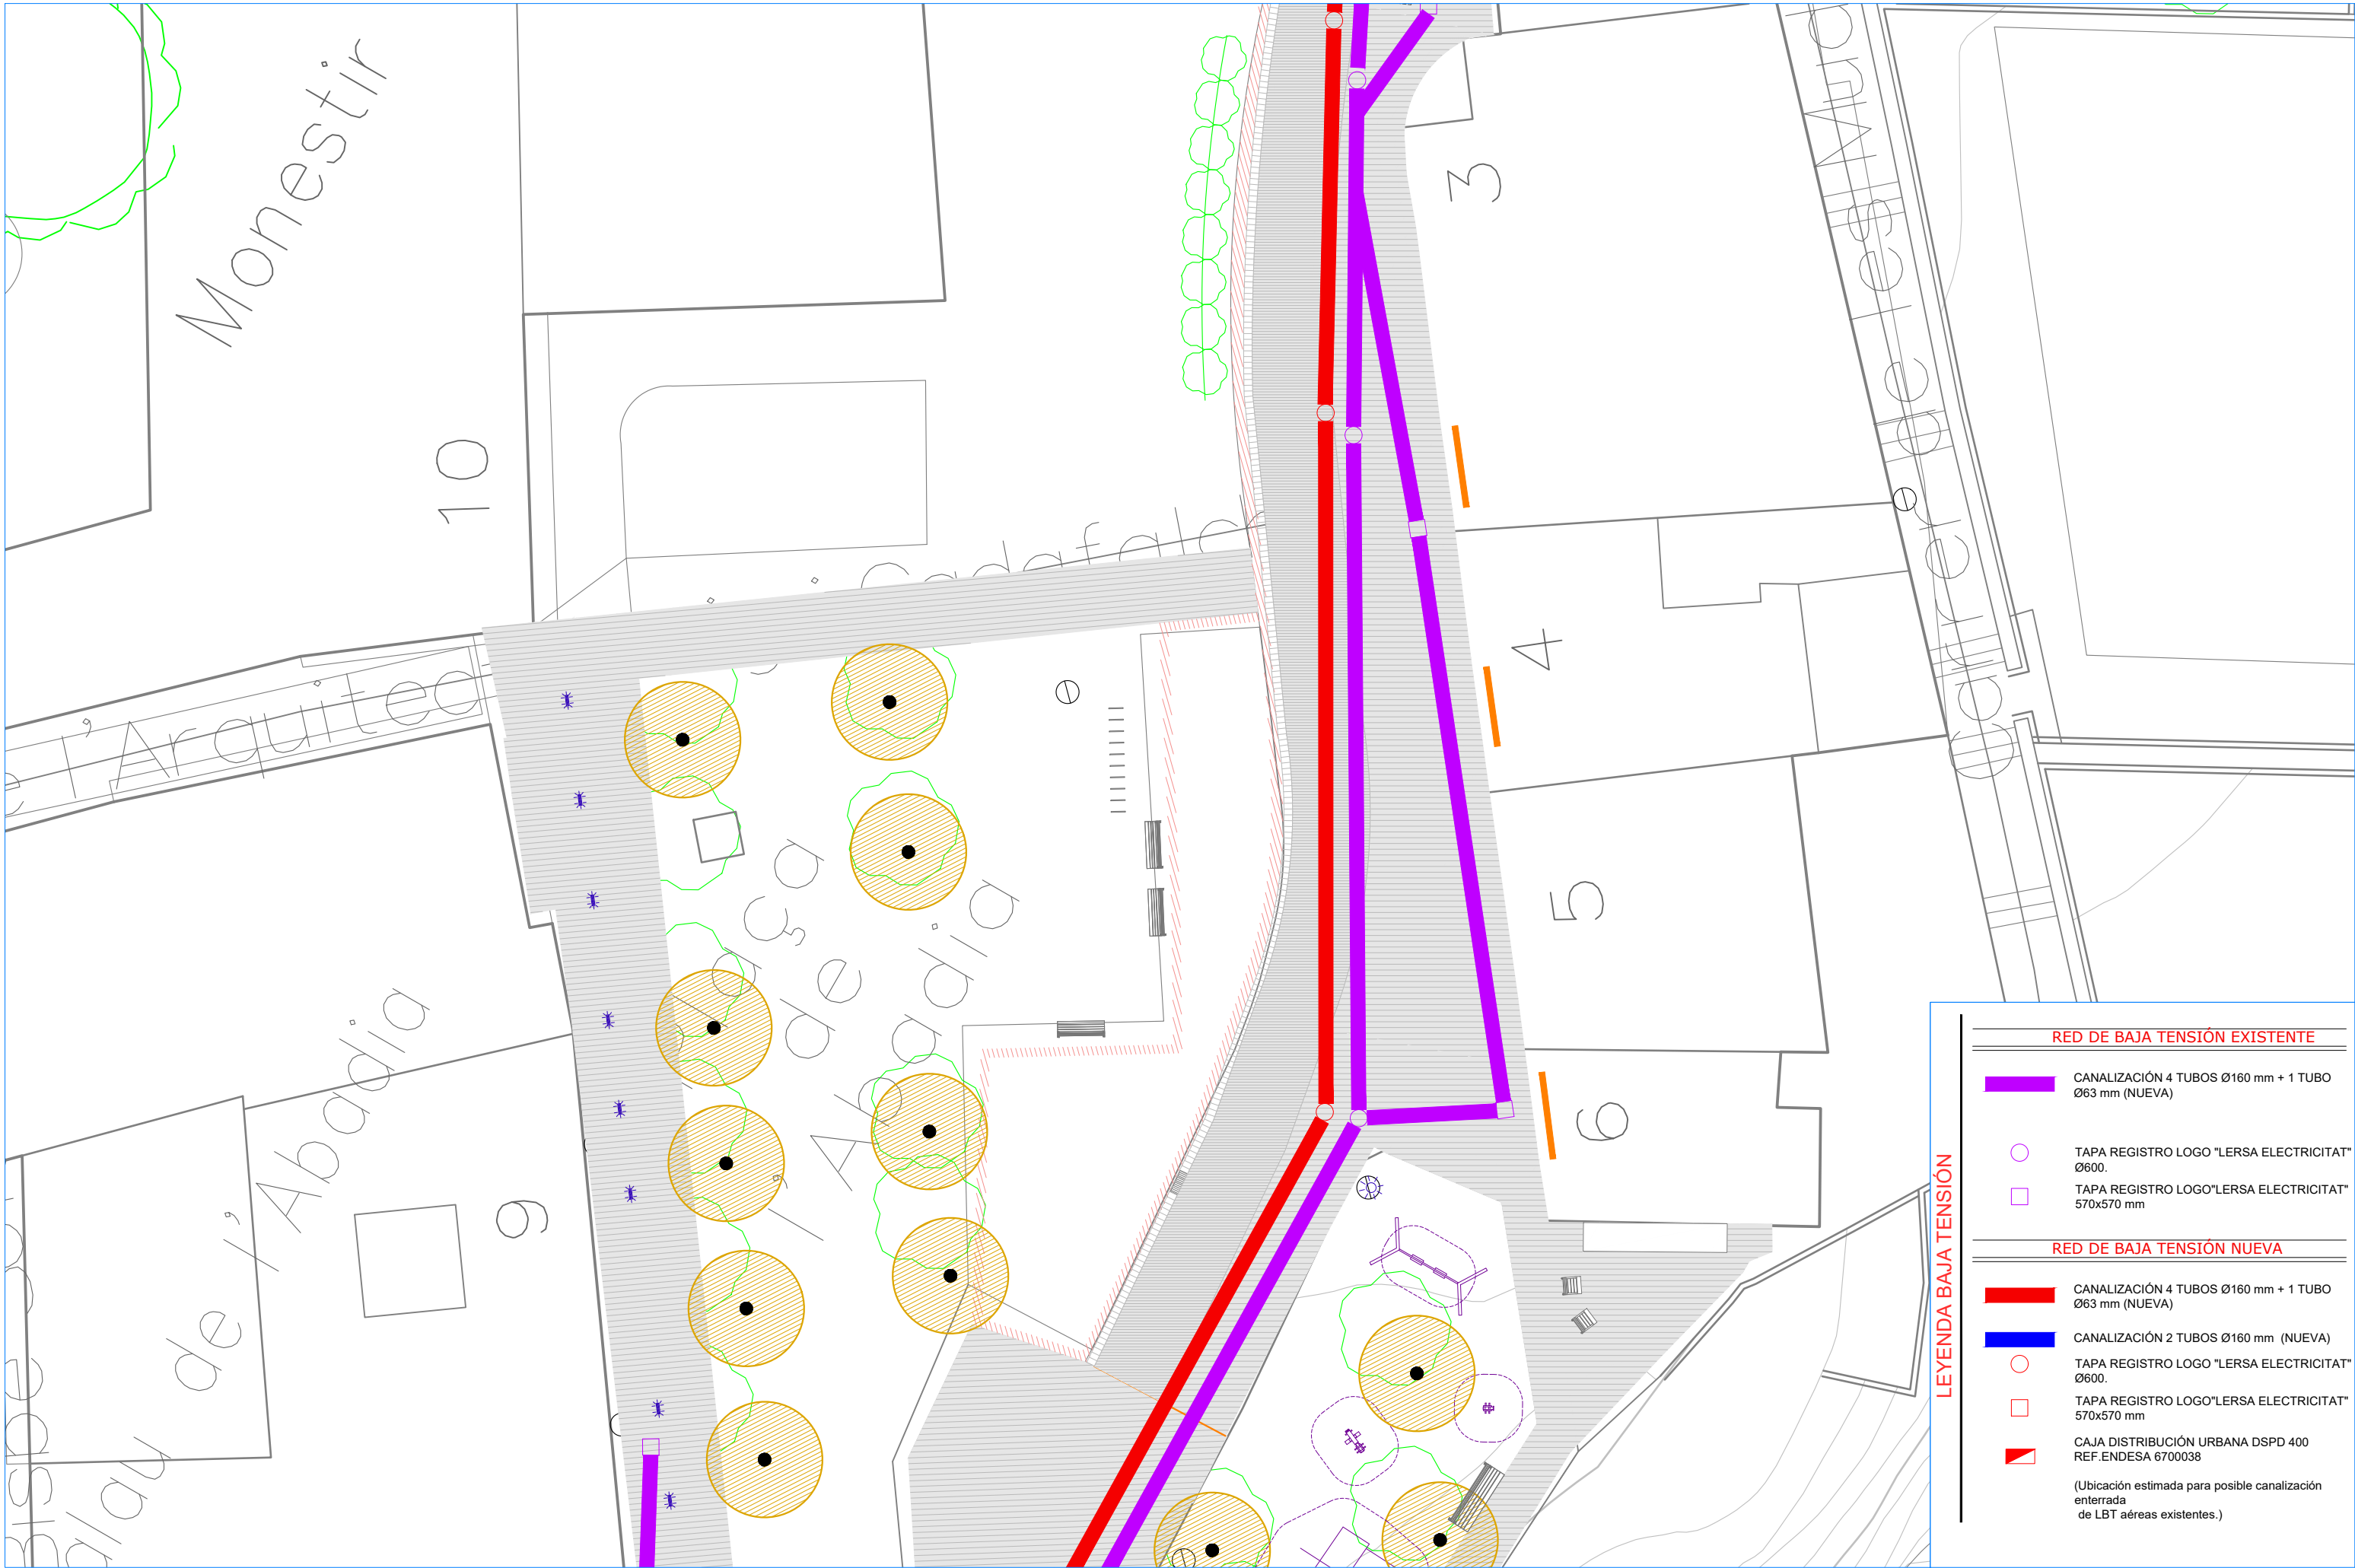 Monestir
10
3
4
5
6
9
RED DE BAJA TENSIÓN EXISTENTE
CANALIZACIÓN 4 TUBOS Ø160 mm + 1 TUBO
Ø63 mm (NUEVA)
TAPA REGISTRO LOGO "LERSA ELECTRICITAT"
Ø600.
TAPA REGISTRO LOGO"LERSA ELECTRICITAT"
570x570 mm
RED DE BAJA TENSIÓN NUEVA
CANALIZACIÓN 4 TUBOS Ø160 mm + 1 TUBO
Ø63 mm (NUEVA)
CANALIZACIÓN 2 TUBOS Ø160 mm (NUEVA)
TAPA REGISTRO LOGO "LERSA ELECTRICITAT"
Ø600.
TAPA REGISTRO LOGO"LERSA ELECTRICITAT"
570x570 mm
CAJA DISTRIBUCIÓN URBANA DSPD 400
REF.ENDESA 6700038
(Ubicación estimada para posible canalización
enterrada
de LBT aéreas existentes.)
LEYENDA BAJA TENSIÓN
de l'Abadia